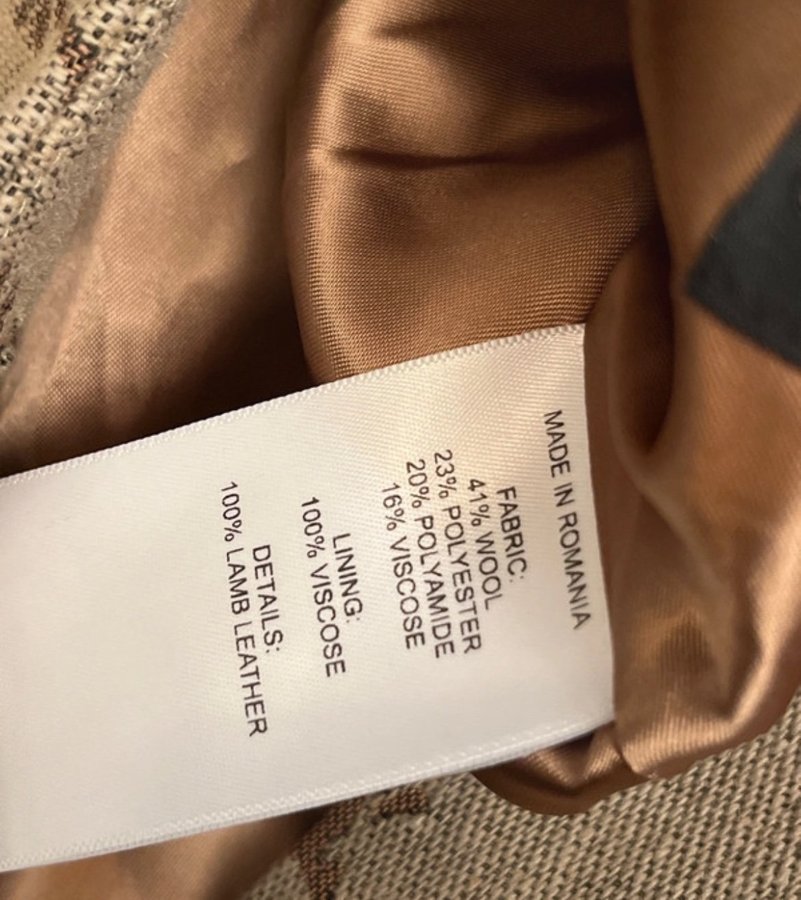 MADE IN ROMANIA
FABRIC:
41% WOOL
23% POLYESTER
20% POLYAMIDE
16% VISCOSE
LINING:
100% VISCOSE
DETAILS:
100% LAMB LEATHER